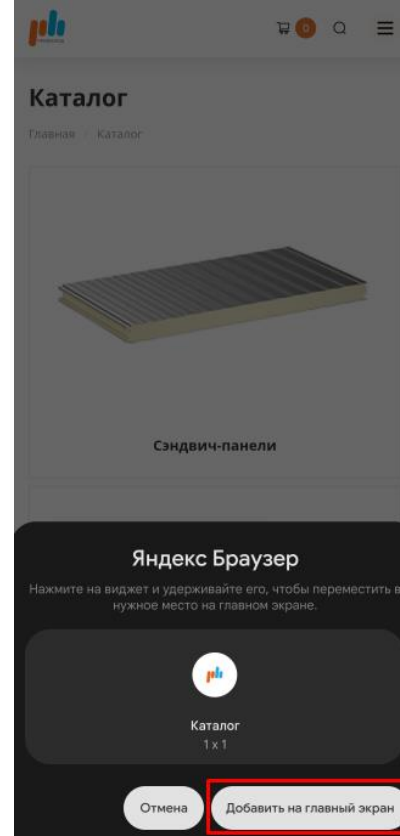 0
Каталог
Главная / Каталог
Сэндвич-панели
Яндекс Браузер
Нажмите на виджет и удерживайте его, чтобы переместить в
нужное место на главном экране.
Каталог
1 x 1
Отмена
Добавить на главный экран